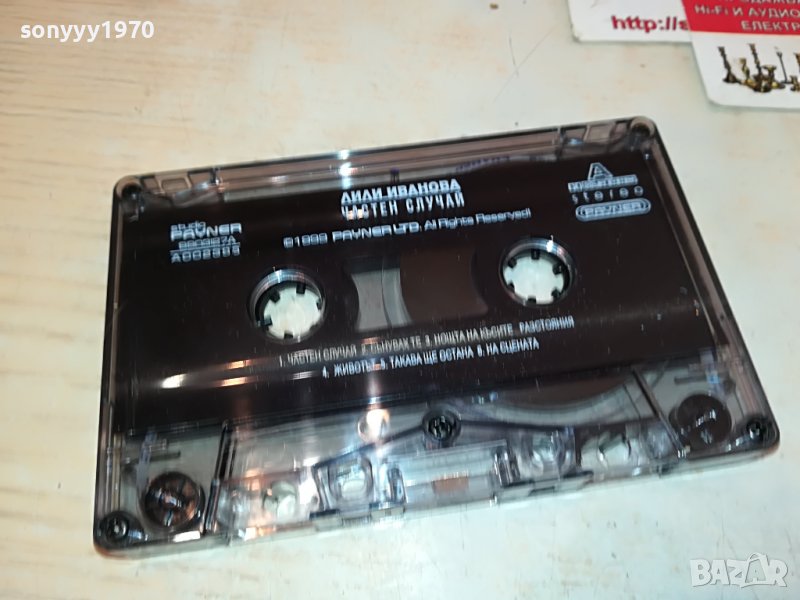 sonyyy1970
http://s
Hi-Fi И АУДИО
ЕЛЕКТР
ЛИЛИ ИВАНОВА
ЧАСТЕН СЛУЧАЙ
©1999 PAYNER LTD. All Rights Reserved!
studio
PAYNER
A
stereo
PAYNER
1. ЧАСТЕН СЛУЧАЙ 2. СЪНУВАХ ТЕ 3. НОЩТА НА КЪСИТЕ РАЗСТОЯНИЯ
4. ЖИВОТЪТ 5. ТАКАВА ЩЕ ОСТАНА 6. НА СЦЕНАТА
BAZAR